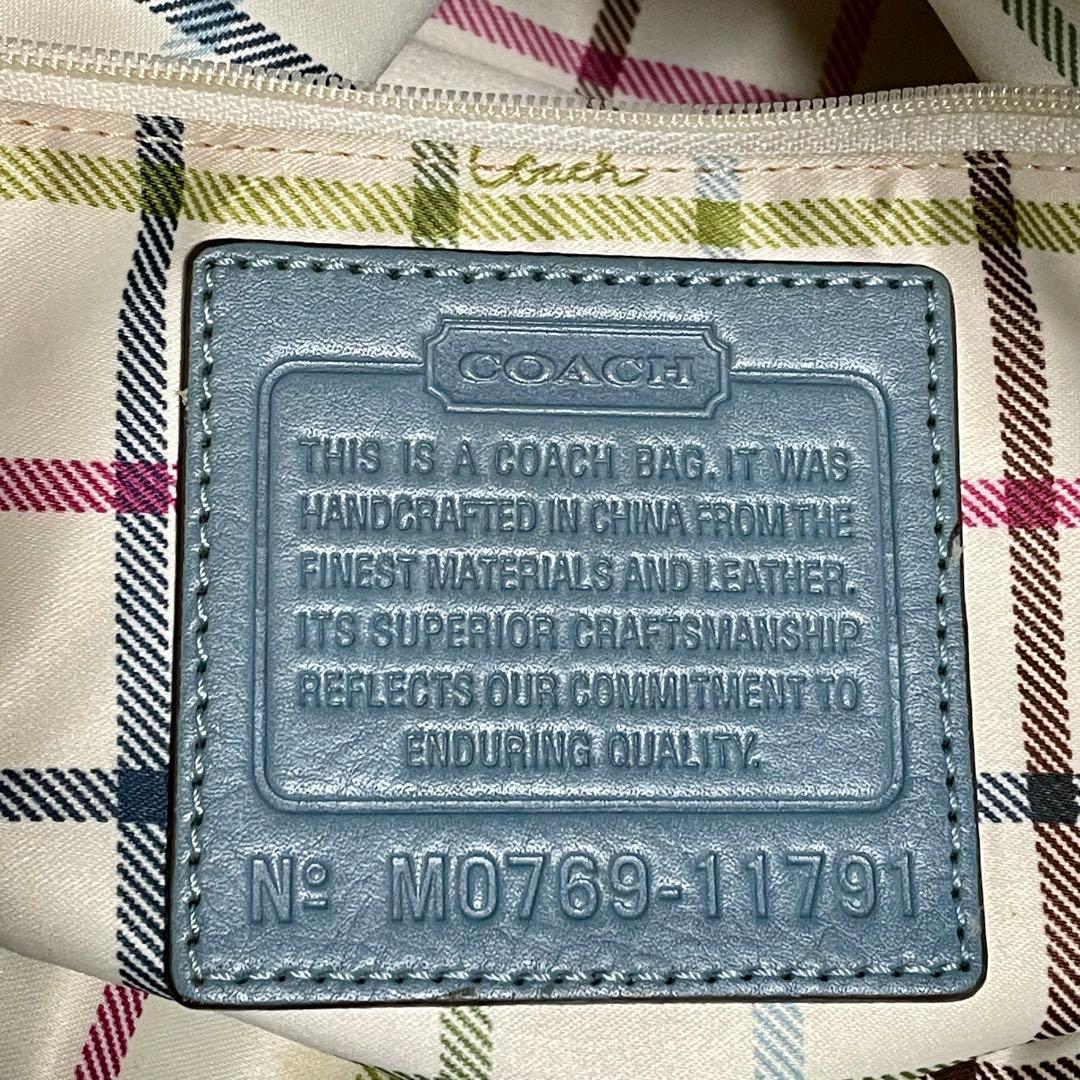 Coach
COACH
THIS IS A COACH BAG. IT WAS
HANDCRAFTED IN CHINA FROM THE
FINEST MATERIALS AND LEATHER.
ITS SUPERIOR CRAFTSMANSHIP
REFLECTS OUR COMMITMENT TO
ENDURING QUALITY.
Nº M0769-11791